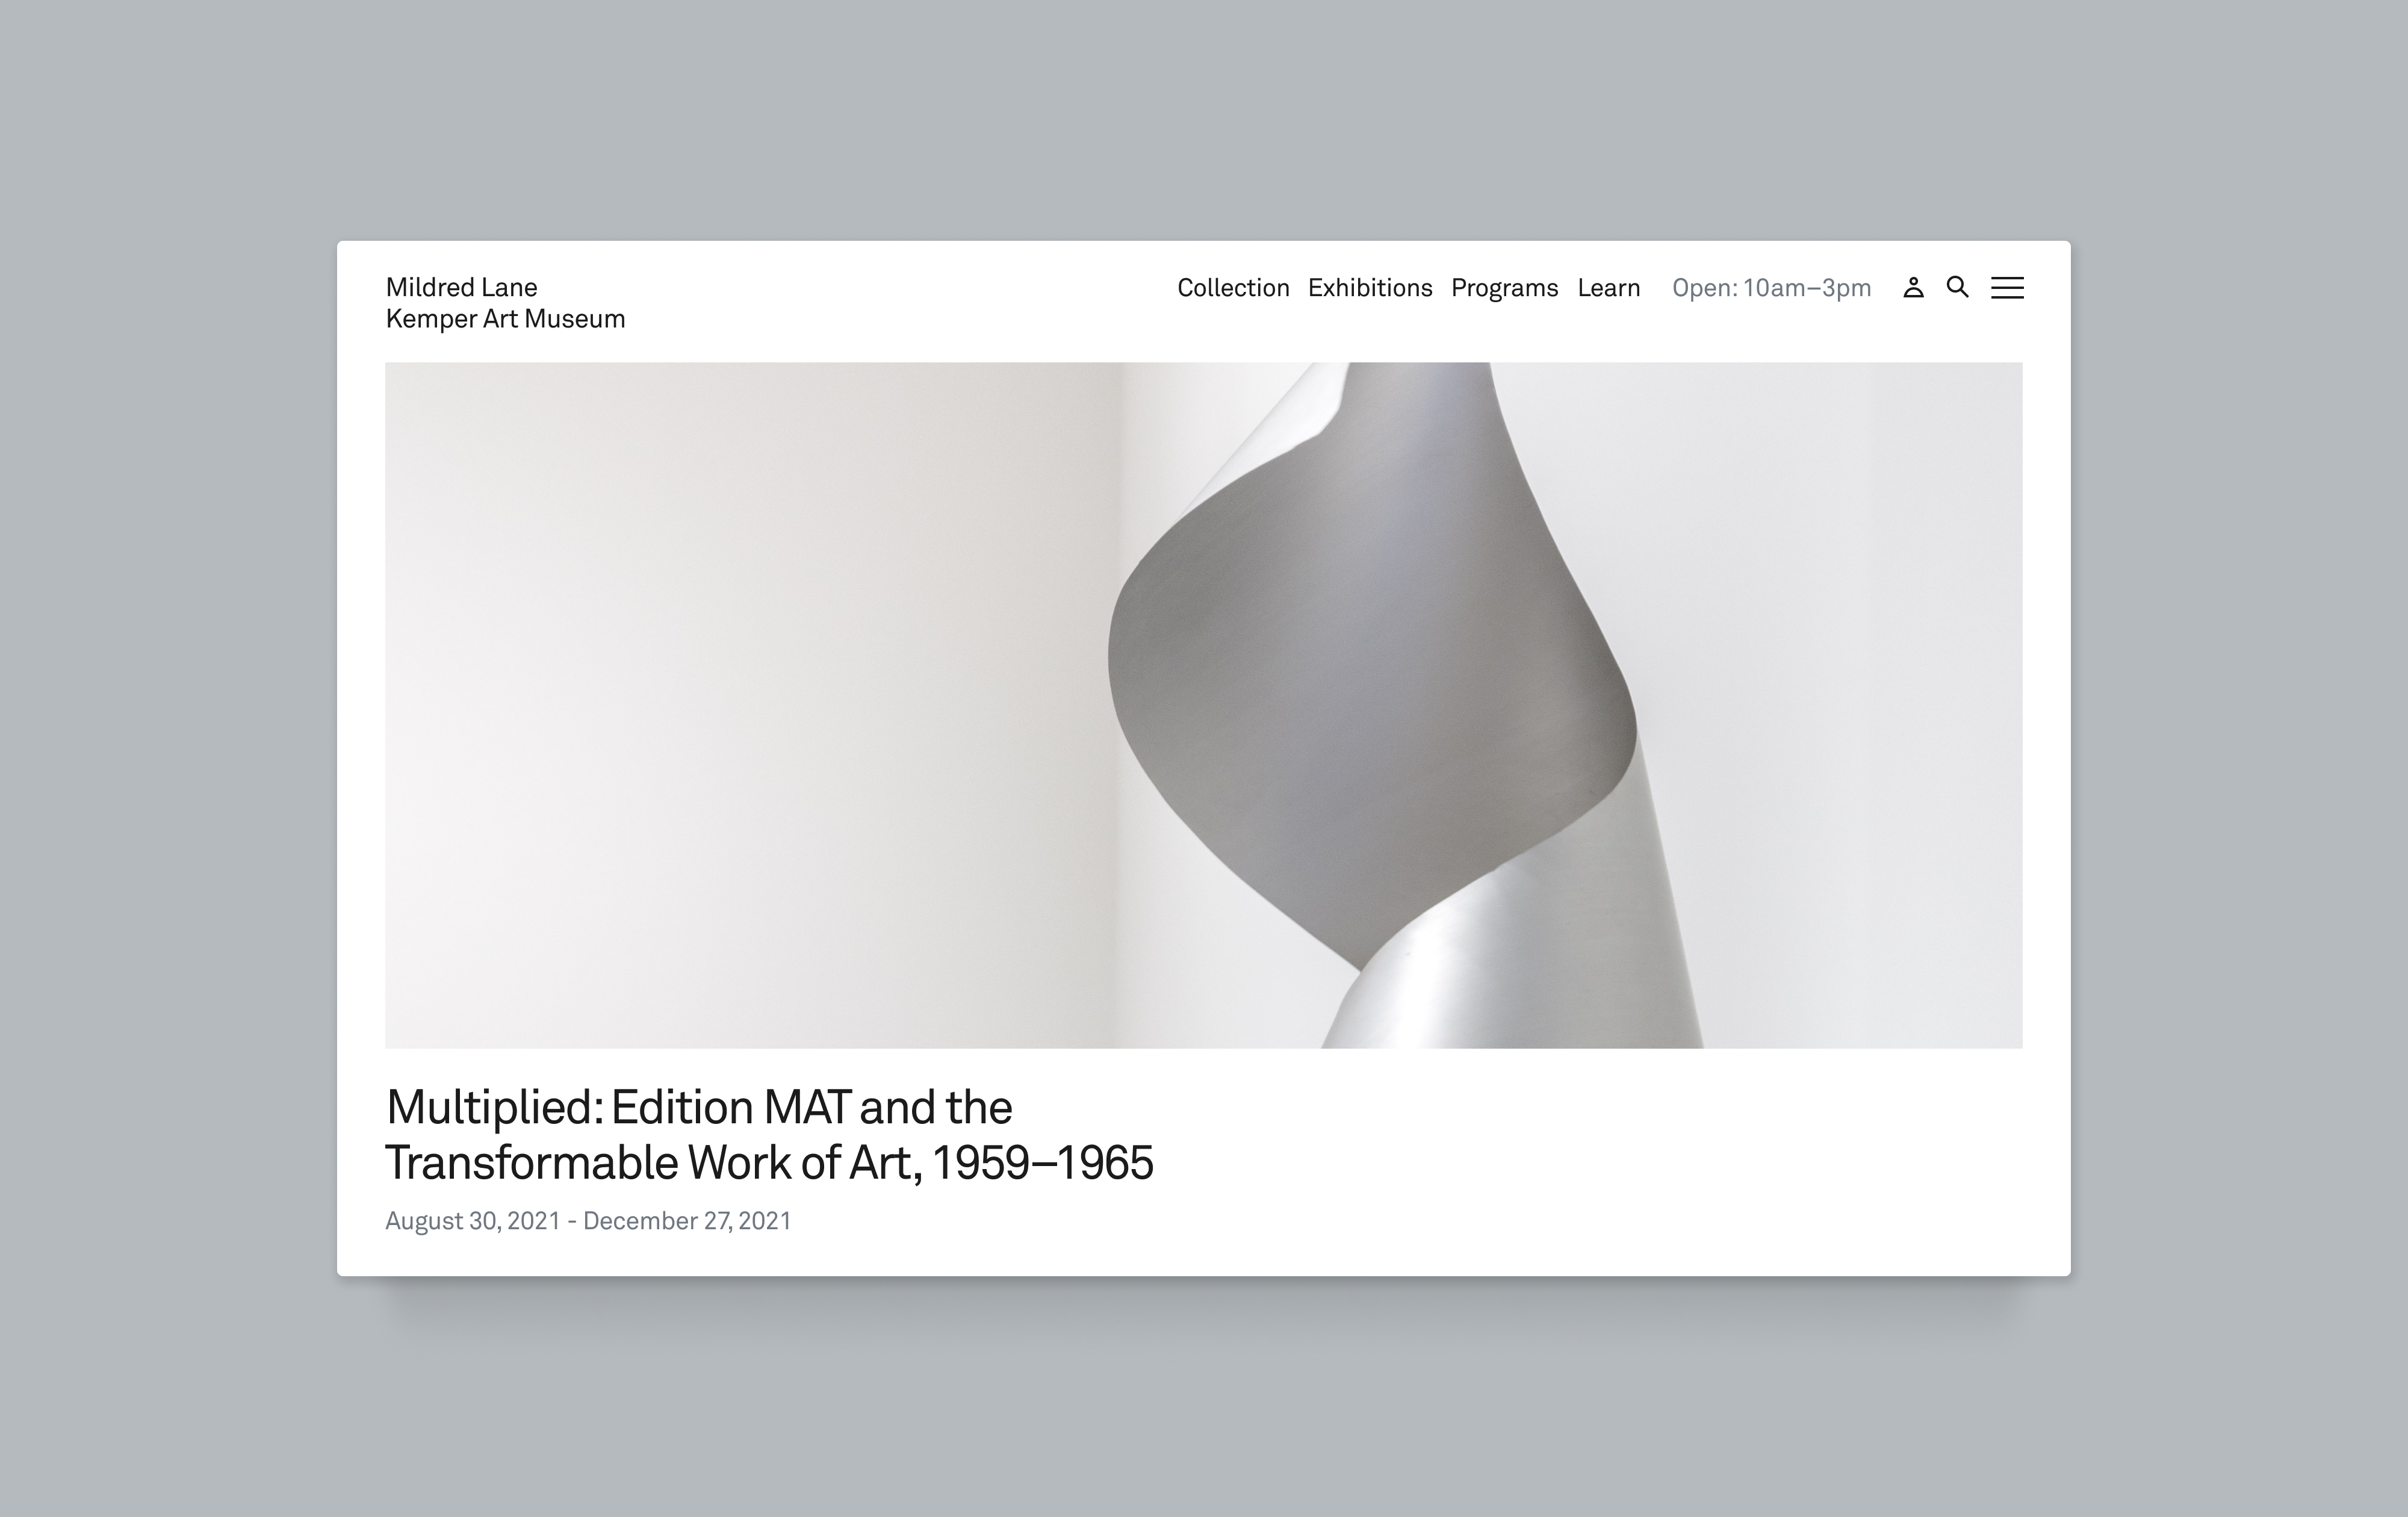 Mildred Lane
Kemper Art Museum
Collection Exhibitions Programs Learn Open: 10am–3pm
Multiplied: Edition MAT and the
Transformable Work of Art, 1959–1965
August 30, 2021 - December 27, 2021